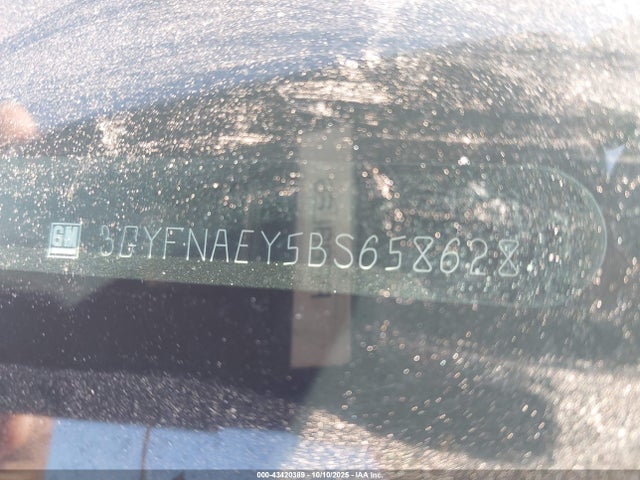 GM 3GYFNAEY5BS658628
000-43420389 - 10/10/2025 - IAA Inc.